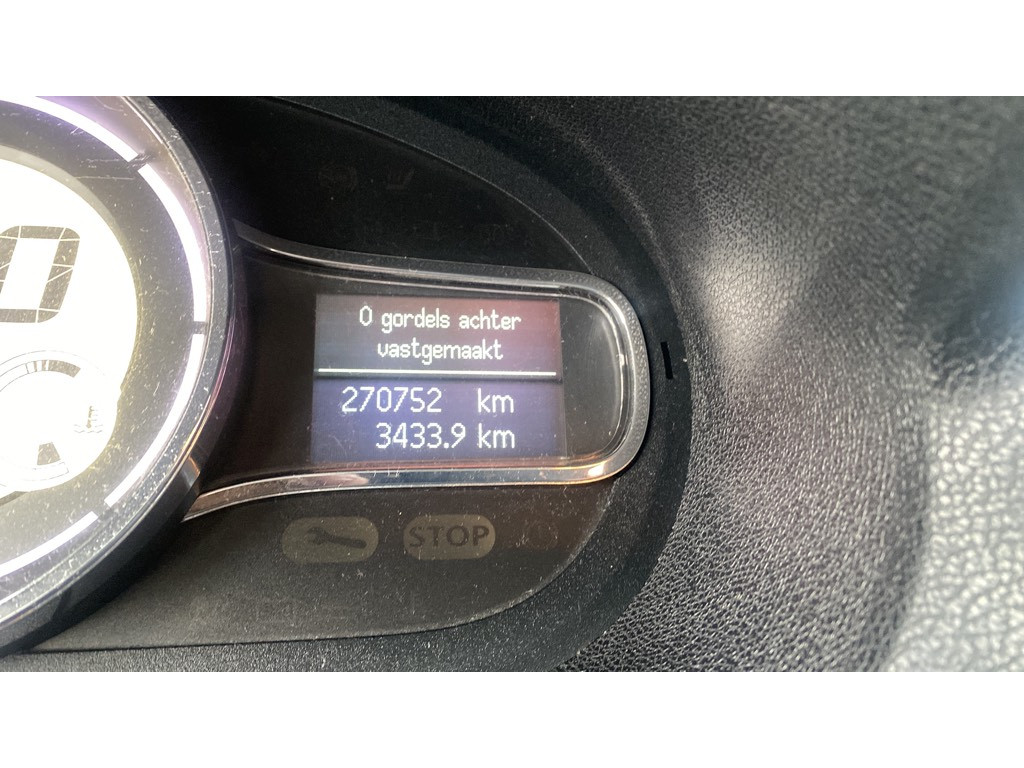 0 gordels achter
vastgemaakt
270752 km
3433.9 km
STOP